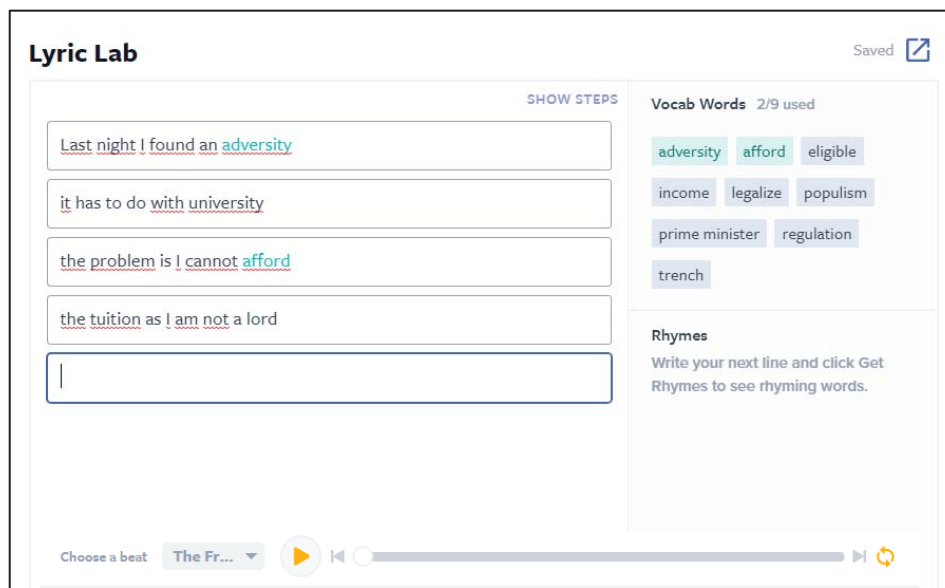 Lyric Lab
Saved
SHOW STEPS
Last night I found an adversity
it has to do with university
the problem is I cannot afford
the tuition as I am not a lord
Vocab Words 2/9 used
adversity afford eligible
income legalize populism
prime minister regulation
trench
Rhymes
Write your next line and click Get
Rhymes to see rhyming words.
Choose a beat The Fr...